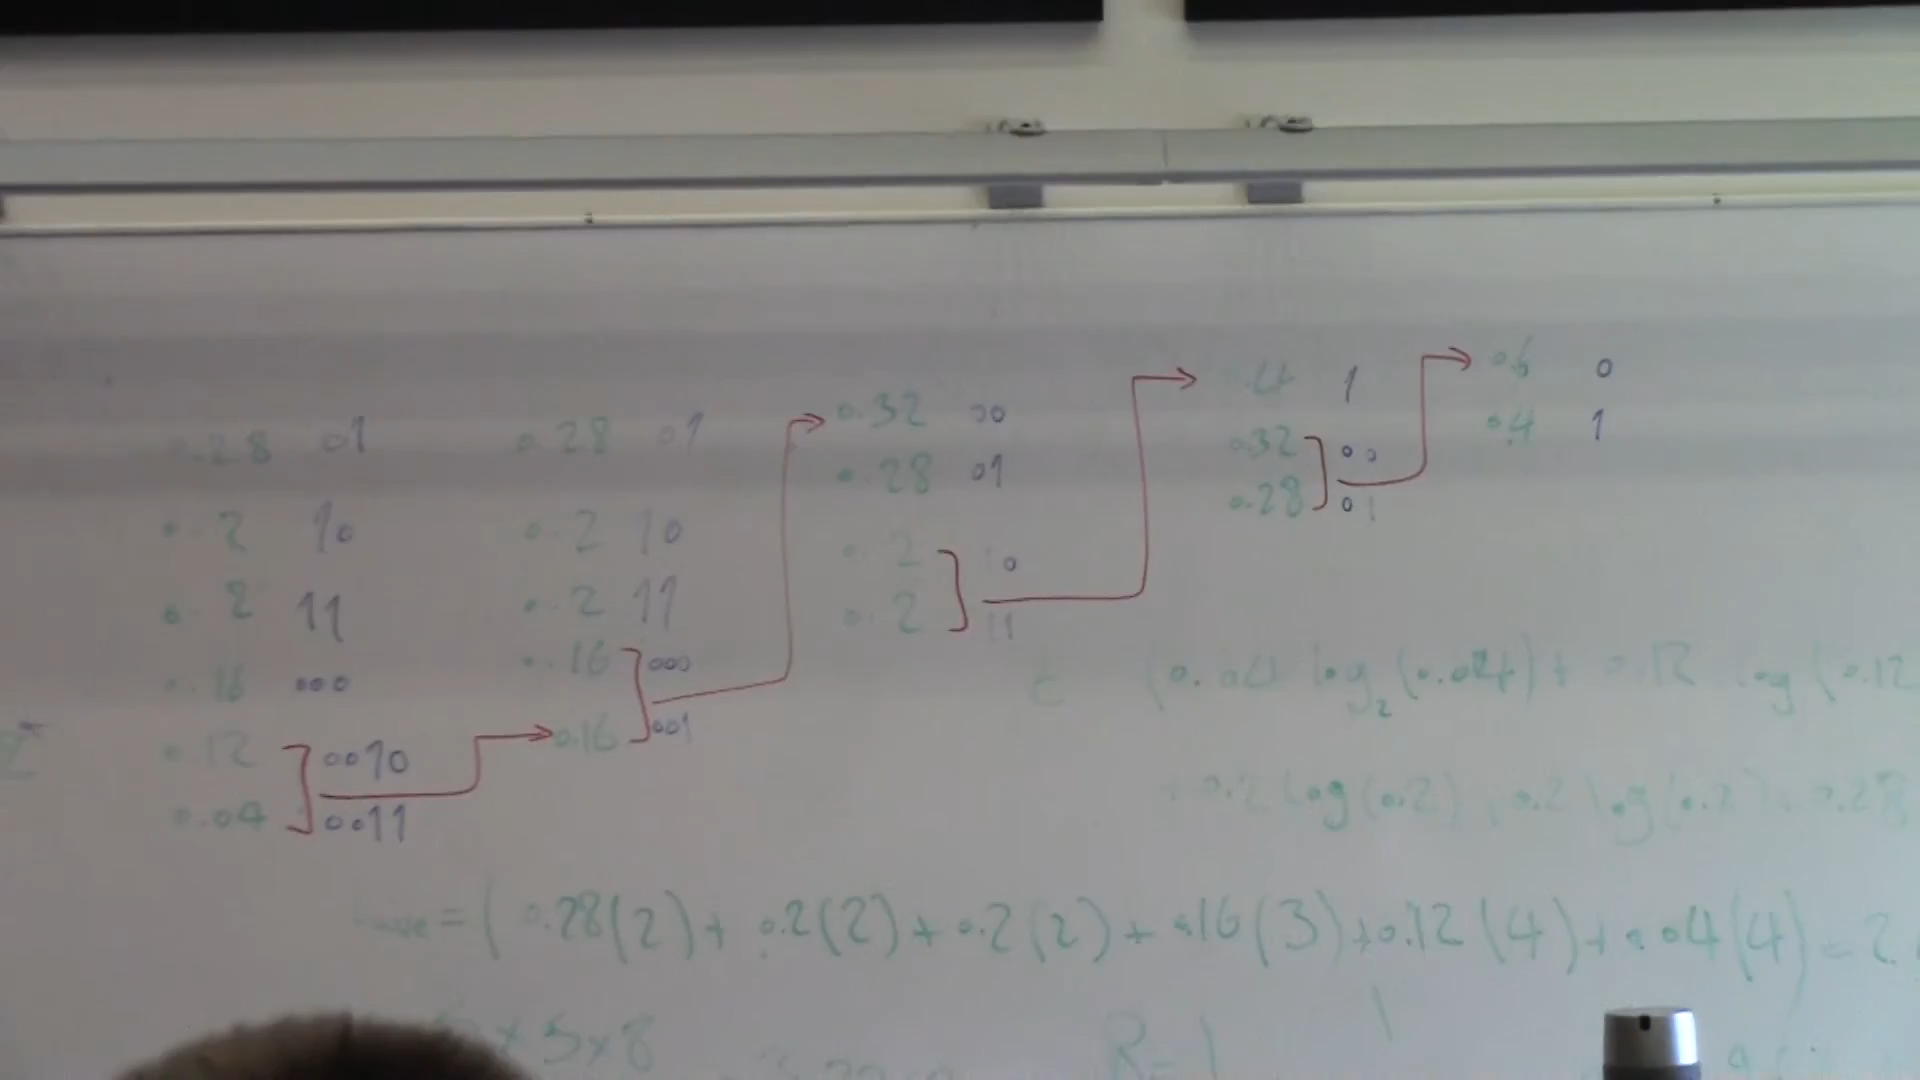 0.28 01 0.28 01 0.32 00 .4 1 0.6 0
0.28 01 0.32 00 0.4 1
0.2 10 0.2 10 0.2 10 0.28 01
0.2 11 0.2 11 0.2 11
0.16 000 0.16 000
0.12 0010 0.16 001
0.04 0011
(0.04 log₂(0.04) + 0.12 log(0.12
0.2 log(0.2) 0.2 log(0.2) 0.28
Lave = (0.28(2) + 0.2(2) + 0.2(2) + .16(3) + 0.12(4) + 0.04(4) = 2.
5x8
R = 1